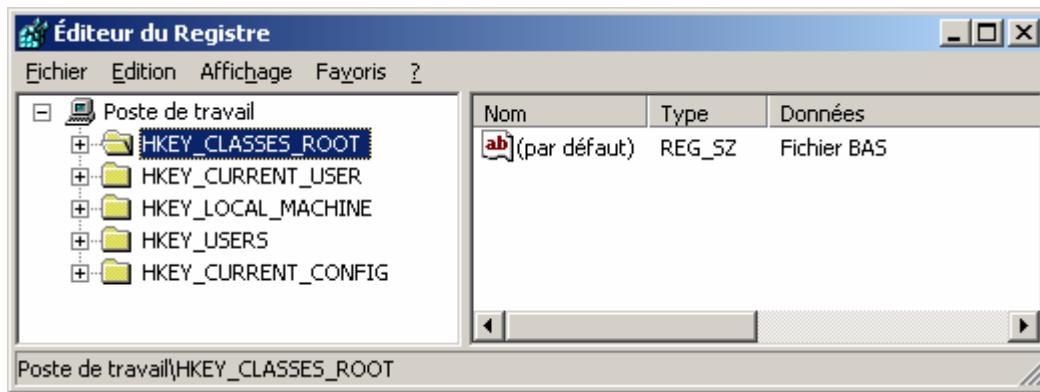 Éditeur du Registre
Fichier Edition Affichage Favoris ?
Poste de travail
HKEY_CLASSES_ROOT
HKEY_CURRENT_USER
HKEY_LOCAL_MACHINE
HKEY_USERS
HKEY_CURRENT_CONFIG
Nom Type Données
ab (par défaut) REG_SZ Fichier BAS
Poste de travail\HKEY_CLASSES_ROOT